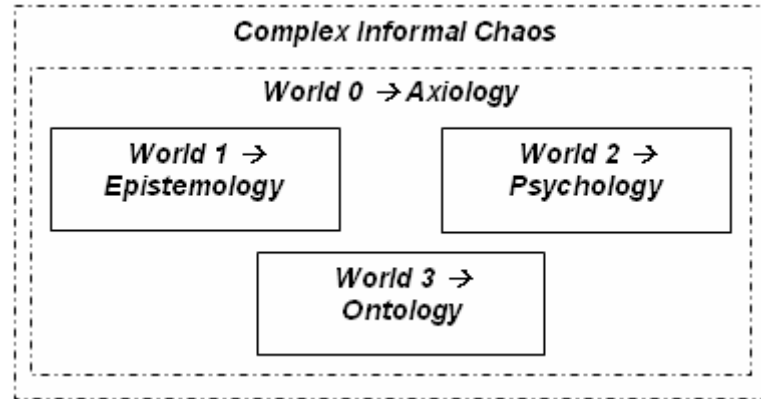 Complex Informal Chaos
World 0 → Axiology
World 1 →
Epistemology
World 2 →
Psychology
World 3 →
Ontology